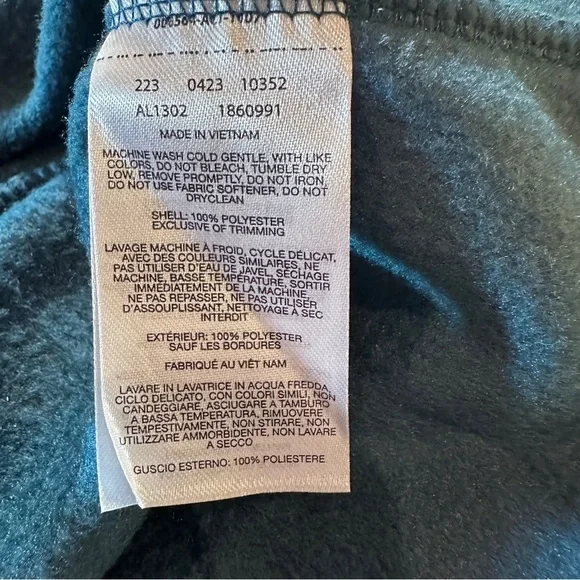 223 0423 10352
AL1302 1860991
MADE IN VIETNAM
MACHINE WASH COLD GENTLE, WITH LIKE
COLORS, DO NOT BLEACH, TUMBLE DRY
LOW, REMOVE PROMPTLY, DO NOT IRON,
DO NOT USE FABRIC SOFTENER, DO NOT
DRYCLEAN
SHELL: 100% POLYESTER
EXCLUSIVE OF TRIMMING
LAVAGE MACHINE À FROID, CYCLE DÉLICAT,
AVEC DES COULEURS SIMILAIRES, NE
PAS UTILISER D'EAU DE JAVEL, SÉCHAGE
MACHINE, BASSE TEMPÉRATURE, SORTIR
IMMÉDIATEMENT DE LA MACHINE,
NE PAS REPASSER, NE PAS UTILISER
D'ASSOUPLISSANT, NETTOYAGE À SEC
INTERDIT
EXTÉRIEUR: 100% POLYESTER
SAUF LES BORDURES
FABRIQUÉ AU VIÊT NAM
LAVARE IN LAVATRICE IN ACQUA FREDDA,
CICLO DELICATO, CON COLORI SIMILI, NON
CANDEGGIARE, ASCIUGARE A TAMBURO
A BASSA TEMPERATURA, RIMUOVERE
TEMPESTIVAMENTE, NON STIRARE, NON
UTILIZZARE AMMORBIDENTE, NON LAVARE
A SECCO
GUSCIO ESTERNO: 100% POLIESTERE